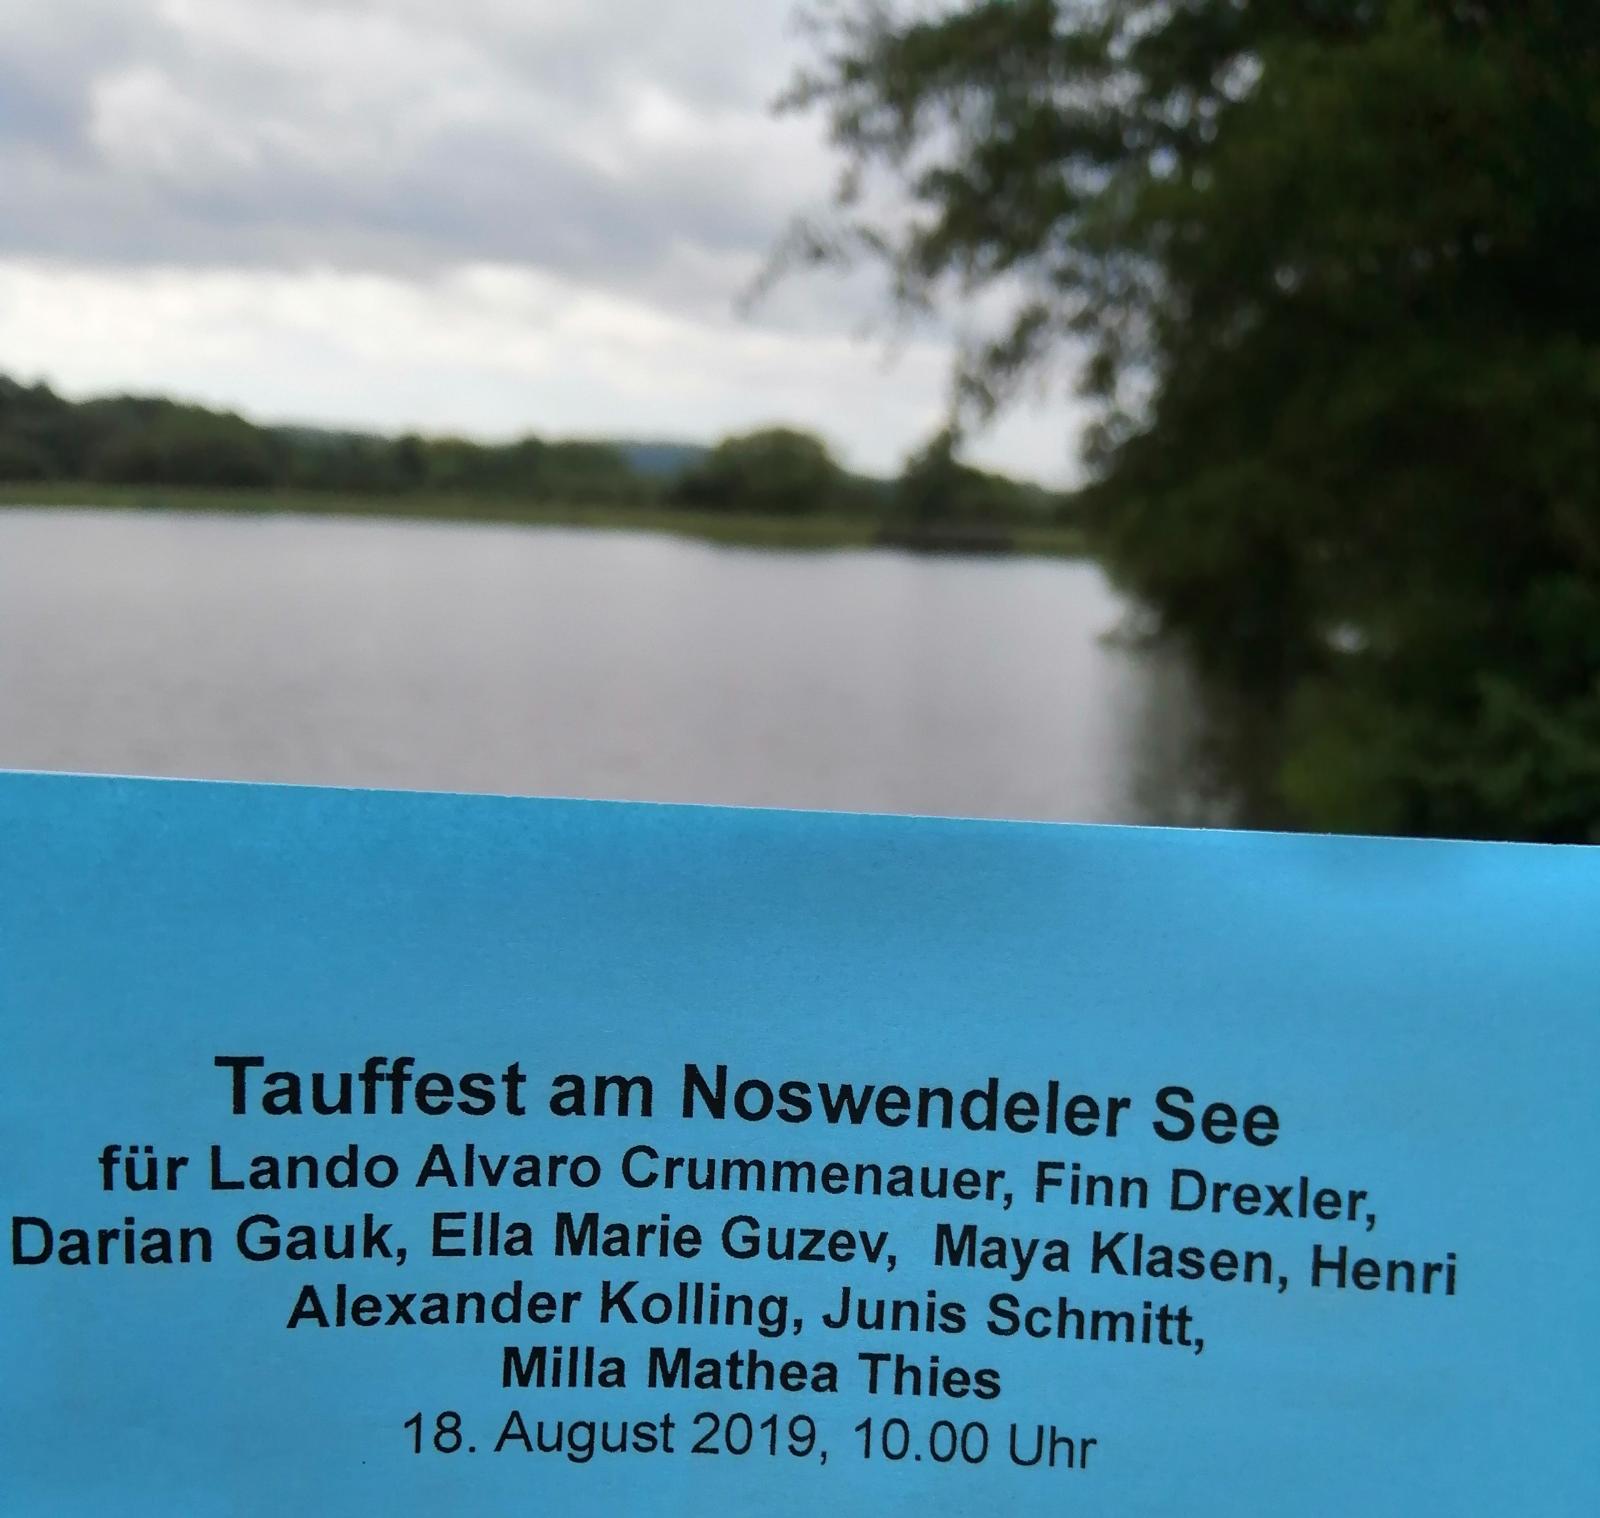 Tauffest am Noswendeler See
für Lando Alvaro Crummenauer, Finn Drexler,
Darian Gauk, Ella Marie Guzev, Maya Klasen, Henri
Alexander Kolling, Junis Schmitt,
Milla Mathea Thies
18. August 2019, 10.00 Uhr